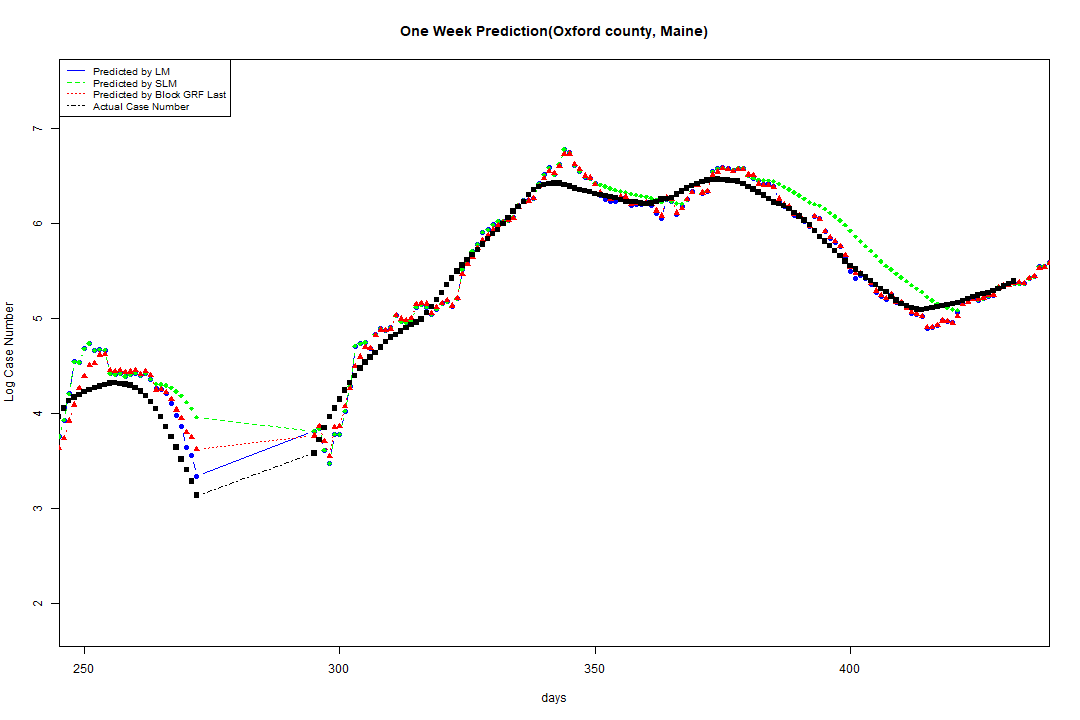 One Week Prediction(Oxford county, Maine)
Predicted by LM
Predicted by SLM
Predicted by Block GRF Last
Actual Case Number
7
6
5
4
3
2
Log Case Number
250 300 350 400
days